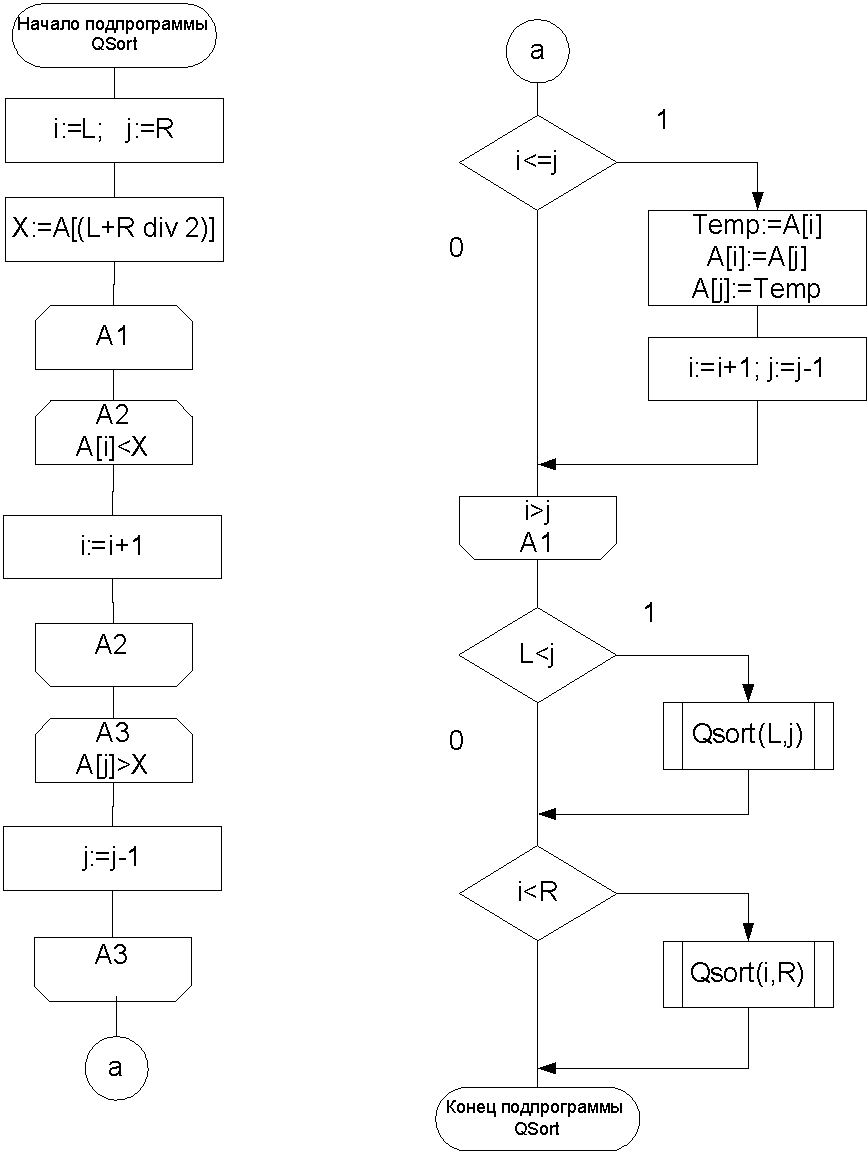 Начало подпрограммы
QSort
i:=L; j:=R
X:=A[(L+R div 2)]
A1
A2
A[i]<X
i:=i+1
A2
A3
A[j]>X
j:=j-1
A3
a
a
i<=j
1
0
Temp:=A[i]
A[i]:=A[j]
A[j]:=Temp
i:=i+1; j:=j-1
i>j
A1
L<j
1
0
Qsort(L,j)
i<R
Qsort(i,R)
Конец подпрограммы
QSort